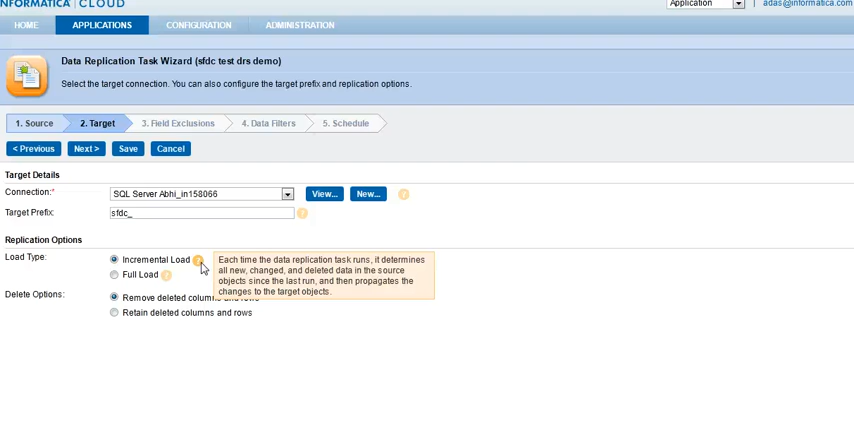 NFORMATICA | CLOUD
Application | adas@informatica.com
HOME APPLICATIONS CONFIGURATION ADMINISTRATION
Data Replication Task Wizard (sfdc test drs demo)
Select the target connection. You can also configure the target prefix and replication options.
1. Source 2. Target 3. Field Exclusions 4. Data Filters 5. Schedule
< Previous Next > Save Cancel
Target Details
Connection:* SQL Server Abhi_in158066 View... New... ?
Target Prefix: sfdc_ ?
Replication Options
Load Type: Incremental Load
Full Load
Each time the data replication task runs, it determines
all new, changed, and deleted data in the source
objects since the last run, and then propagates the
changes to the target objects.
Delete Options: Remove deleted columns and rows
Retain deleted columns and rows